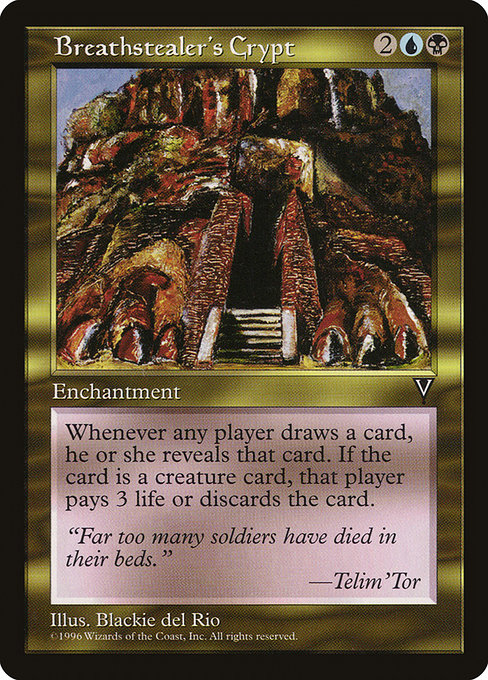 Breathstealer's Crypt 2
Enchantment V
Whenever any player draws a card,
he or she reveals that card. If the
card is a creature card, that player
pays 3 life or discards the card.
“Far too many soldiers have died in
their beds.”
—Telim'Tor
Illus. Blackie del Rio
©1996 Wizards of the Coast, Inc. All rights reserved.